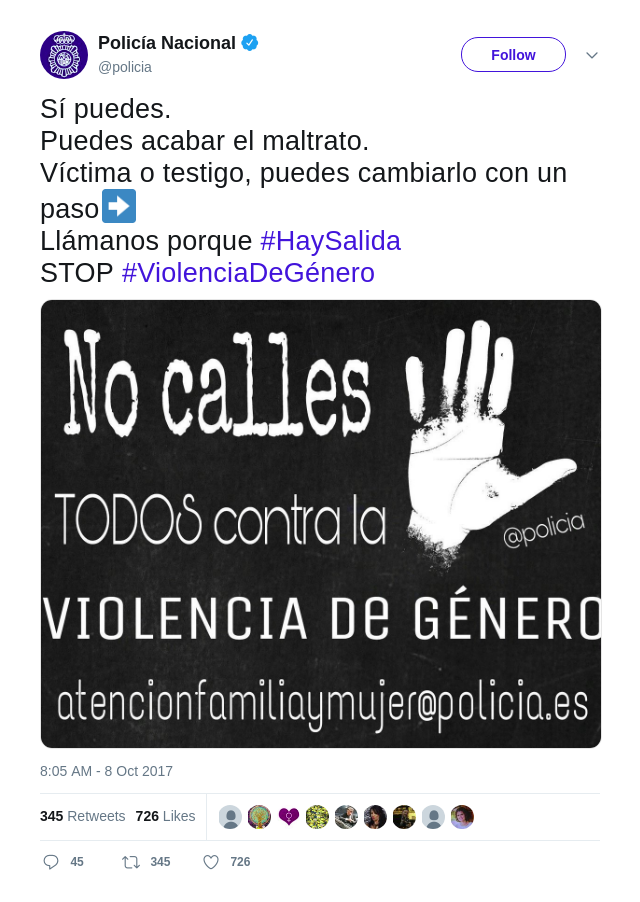 Policía Nacional
@policia
Follow
Sí puedes.
Puedes acabar el maltrato.
Víctima o testigo, puedes cambiarlo con un
paso➡️
Llámanos porque #HaySalida
STOP #ViolenciaDeGénero
No calles
TODOS contra la
@policia
VIOLENCIA De GÉNERO
atencionfamiliaymujer@policia.es
8:05 AM - 8 Oct 2017
345 Retweets 726 Likes
45 345 726